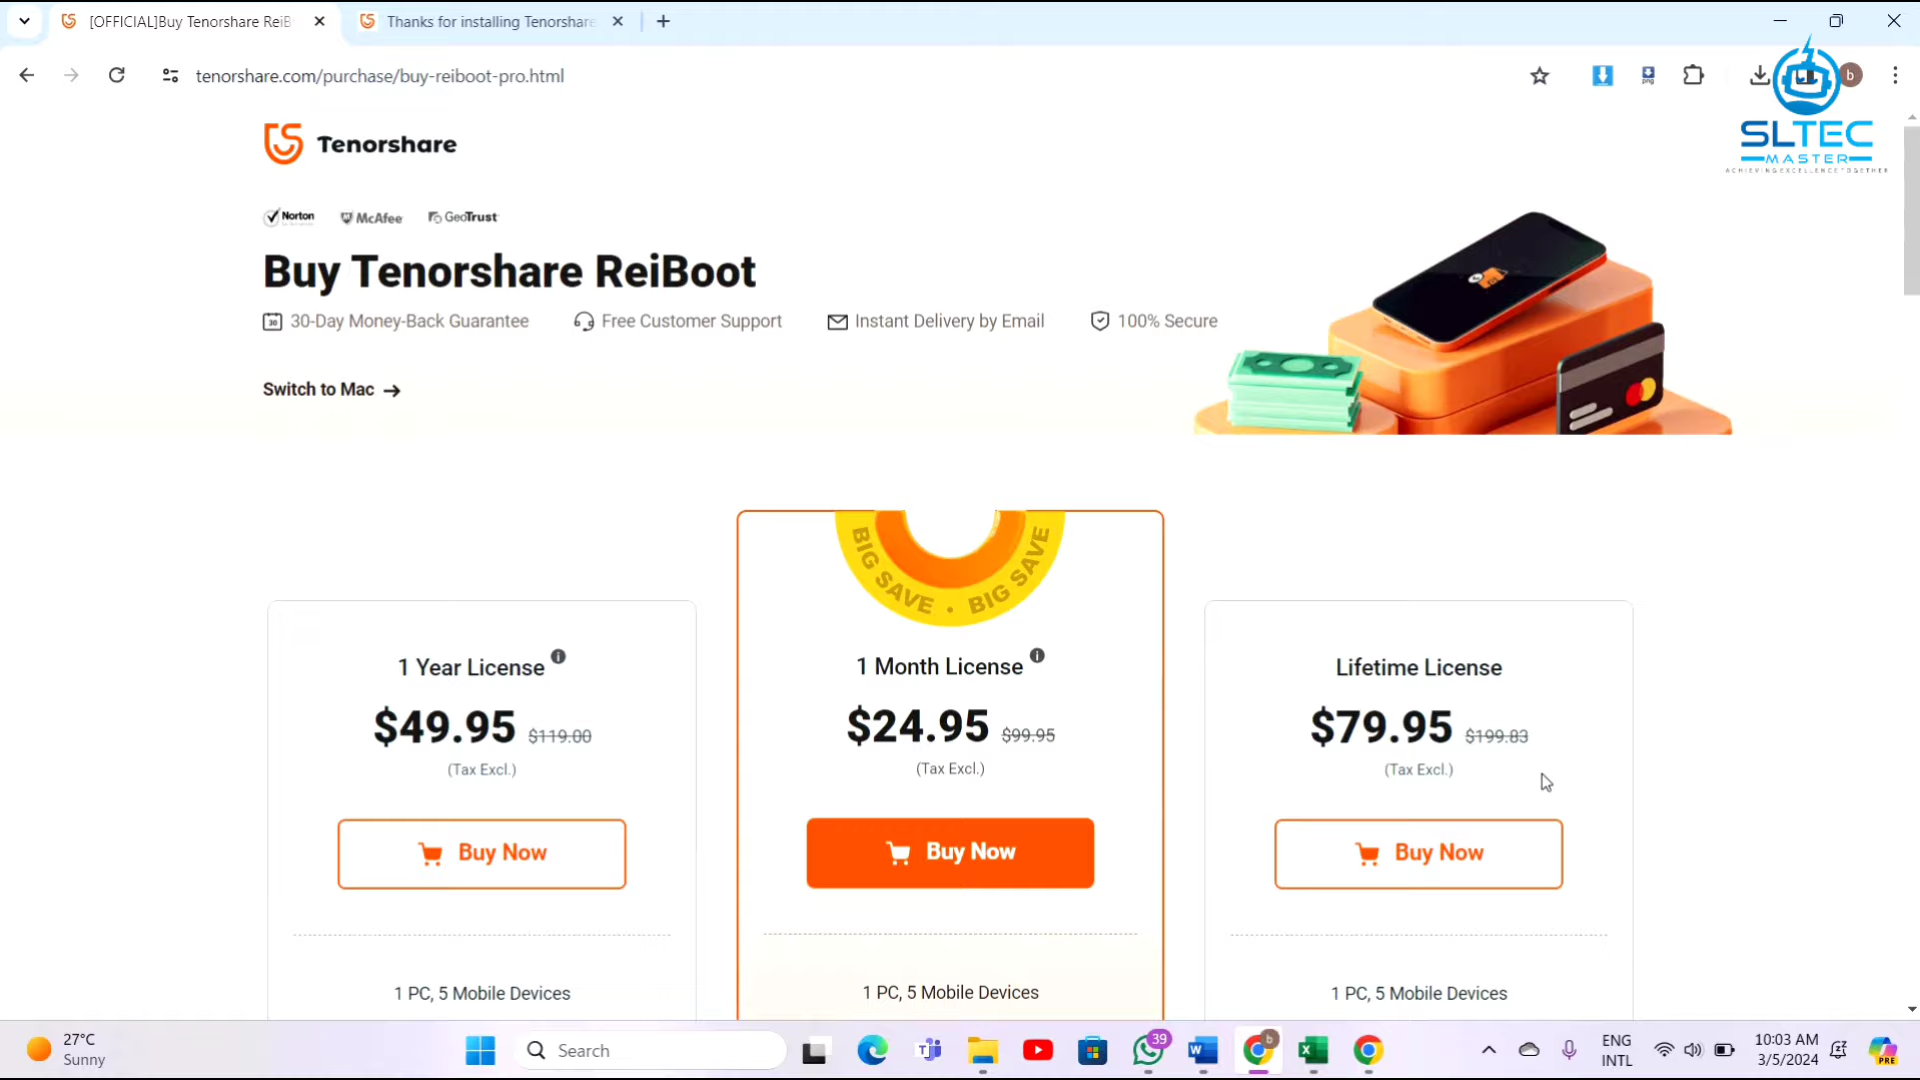 [OFFICIAL]Buy Tenorshare ReiB
Thanks for installing Tenorshare
tenorshare.com/purchase/buy-reiboot-pro.html
png
b
SLTEC
MASTER
ACHIEVING EXCELLENCE TOGETHER
Tenorshare
Norton
McAfee
GeoTrust
Buy Tenorshare ReiBoot
30
30-Day Money-Back Guarantee
Free Customer Support
Instant Delivery by Email
100% Secure
Switch to Mac
BIG SAVE • BIG SAVE
1 Year License
$49.95 $119.00
(Tax Excl.)
Buy Now
1 PC, 5 Mobile Devices
1 Month License
$24.95 $99.95
(Tax Excl.)
Buy Now
1 PC, 5 Mobile Devices
Lifetime License
$79.95 $199.83
(Tax Excl.)
Buy Now
1 PC, 5 Mobile Devices
27°C
Sunny
Search
39
b
ENG
INTL
10:03 AM
3/5/2024
PRE